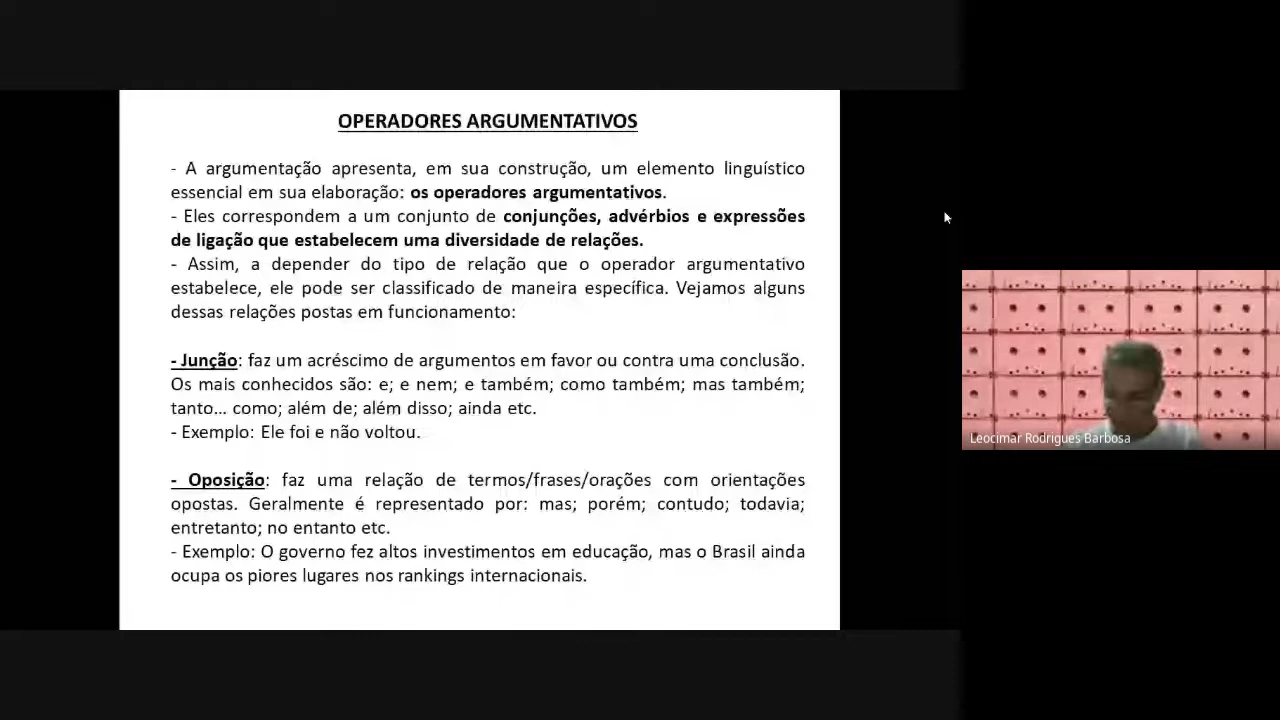 OPERADORES ARGUMENTATIVOS
- A argumentação apresenta, em sua construção, um elemento linguístico
essencial em sua elaboração: os operadores argumentativos.
- Eles correspondem a um conjunto de conjunções, advérbios e expressões
de ligação que estabelecem uma diversidade de relações.
- Assim, a depender do tipo de relação que o operador argumentativo
estabelece, ele pode ser classificado de maneira específica. Vejamos alguns
dessas relações postas em funcionamento:
- Junção: faz um acréscimo de argumentos em favor ou contra uma conclusão.
Os mais conhecidos são: e; e nem; e também; como também; mas também;
tanto... como; além de; além disso; ainda etc.
- Exemplo: Ele foi e não voltou.
- Oposição: faz uma relação de termos/frases/orações com orientações
opostas. Geralmente é representado por: mas; porém; contudo; todavia;
entretanto; no entanto etc.
- Exemplo: O governo fez altos investimentos em educação, mas o Brasil ainda
ocupa os piores lugares nos rankings internacionais.
Leocimar Rodrigues Barbosa